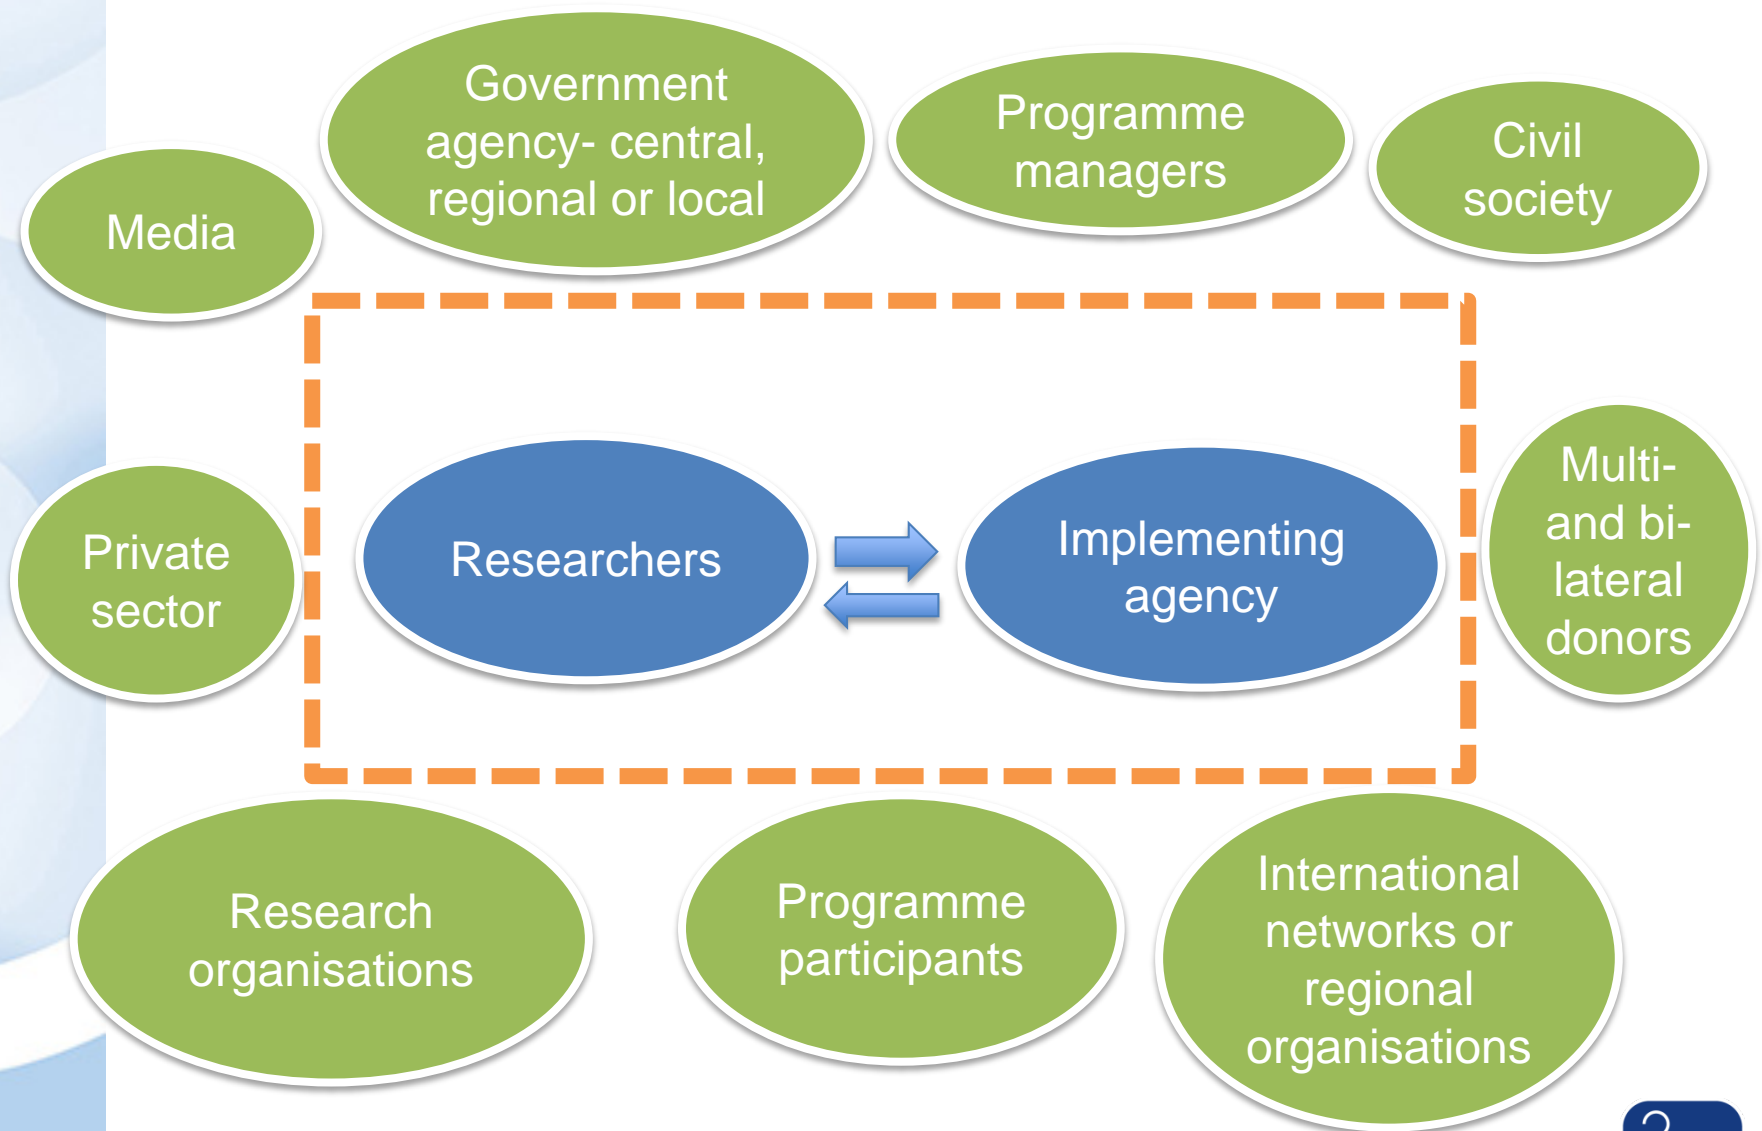 Government
agency- central,
regional or local
Programme
managers
Civil
society
Media
Researchers
Implementing
agency
Multi-
and bi-
lateral
donors
Private
sector
Research
organisations
Programme
participants
International
networks or
regional
organisations